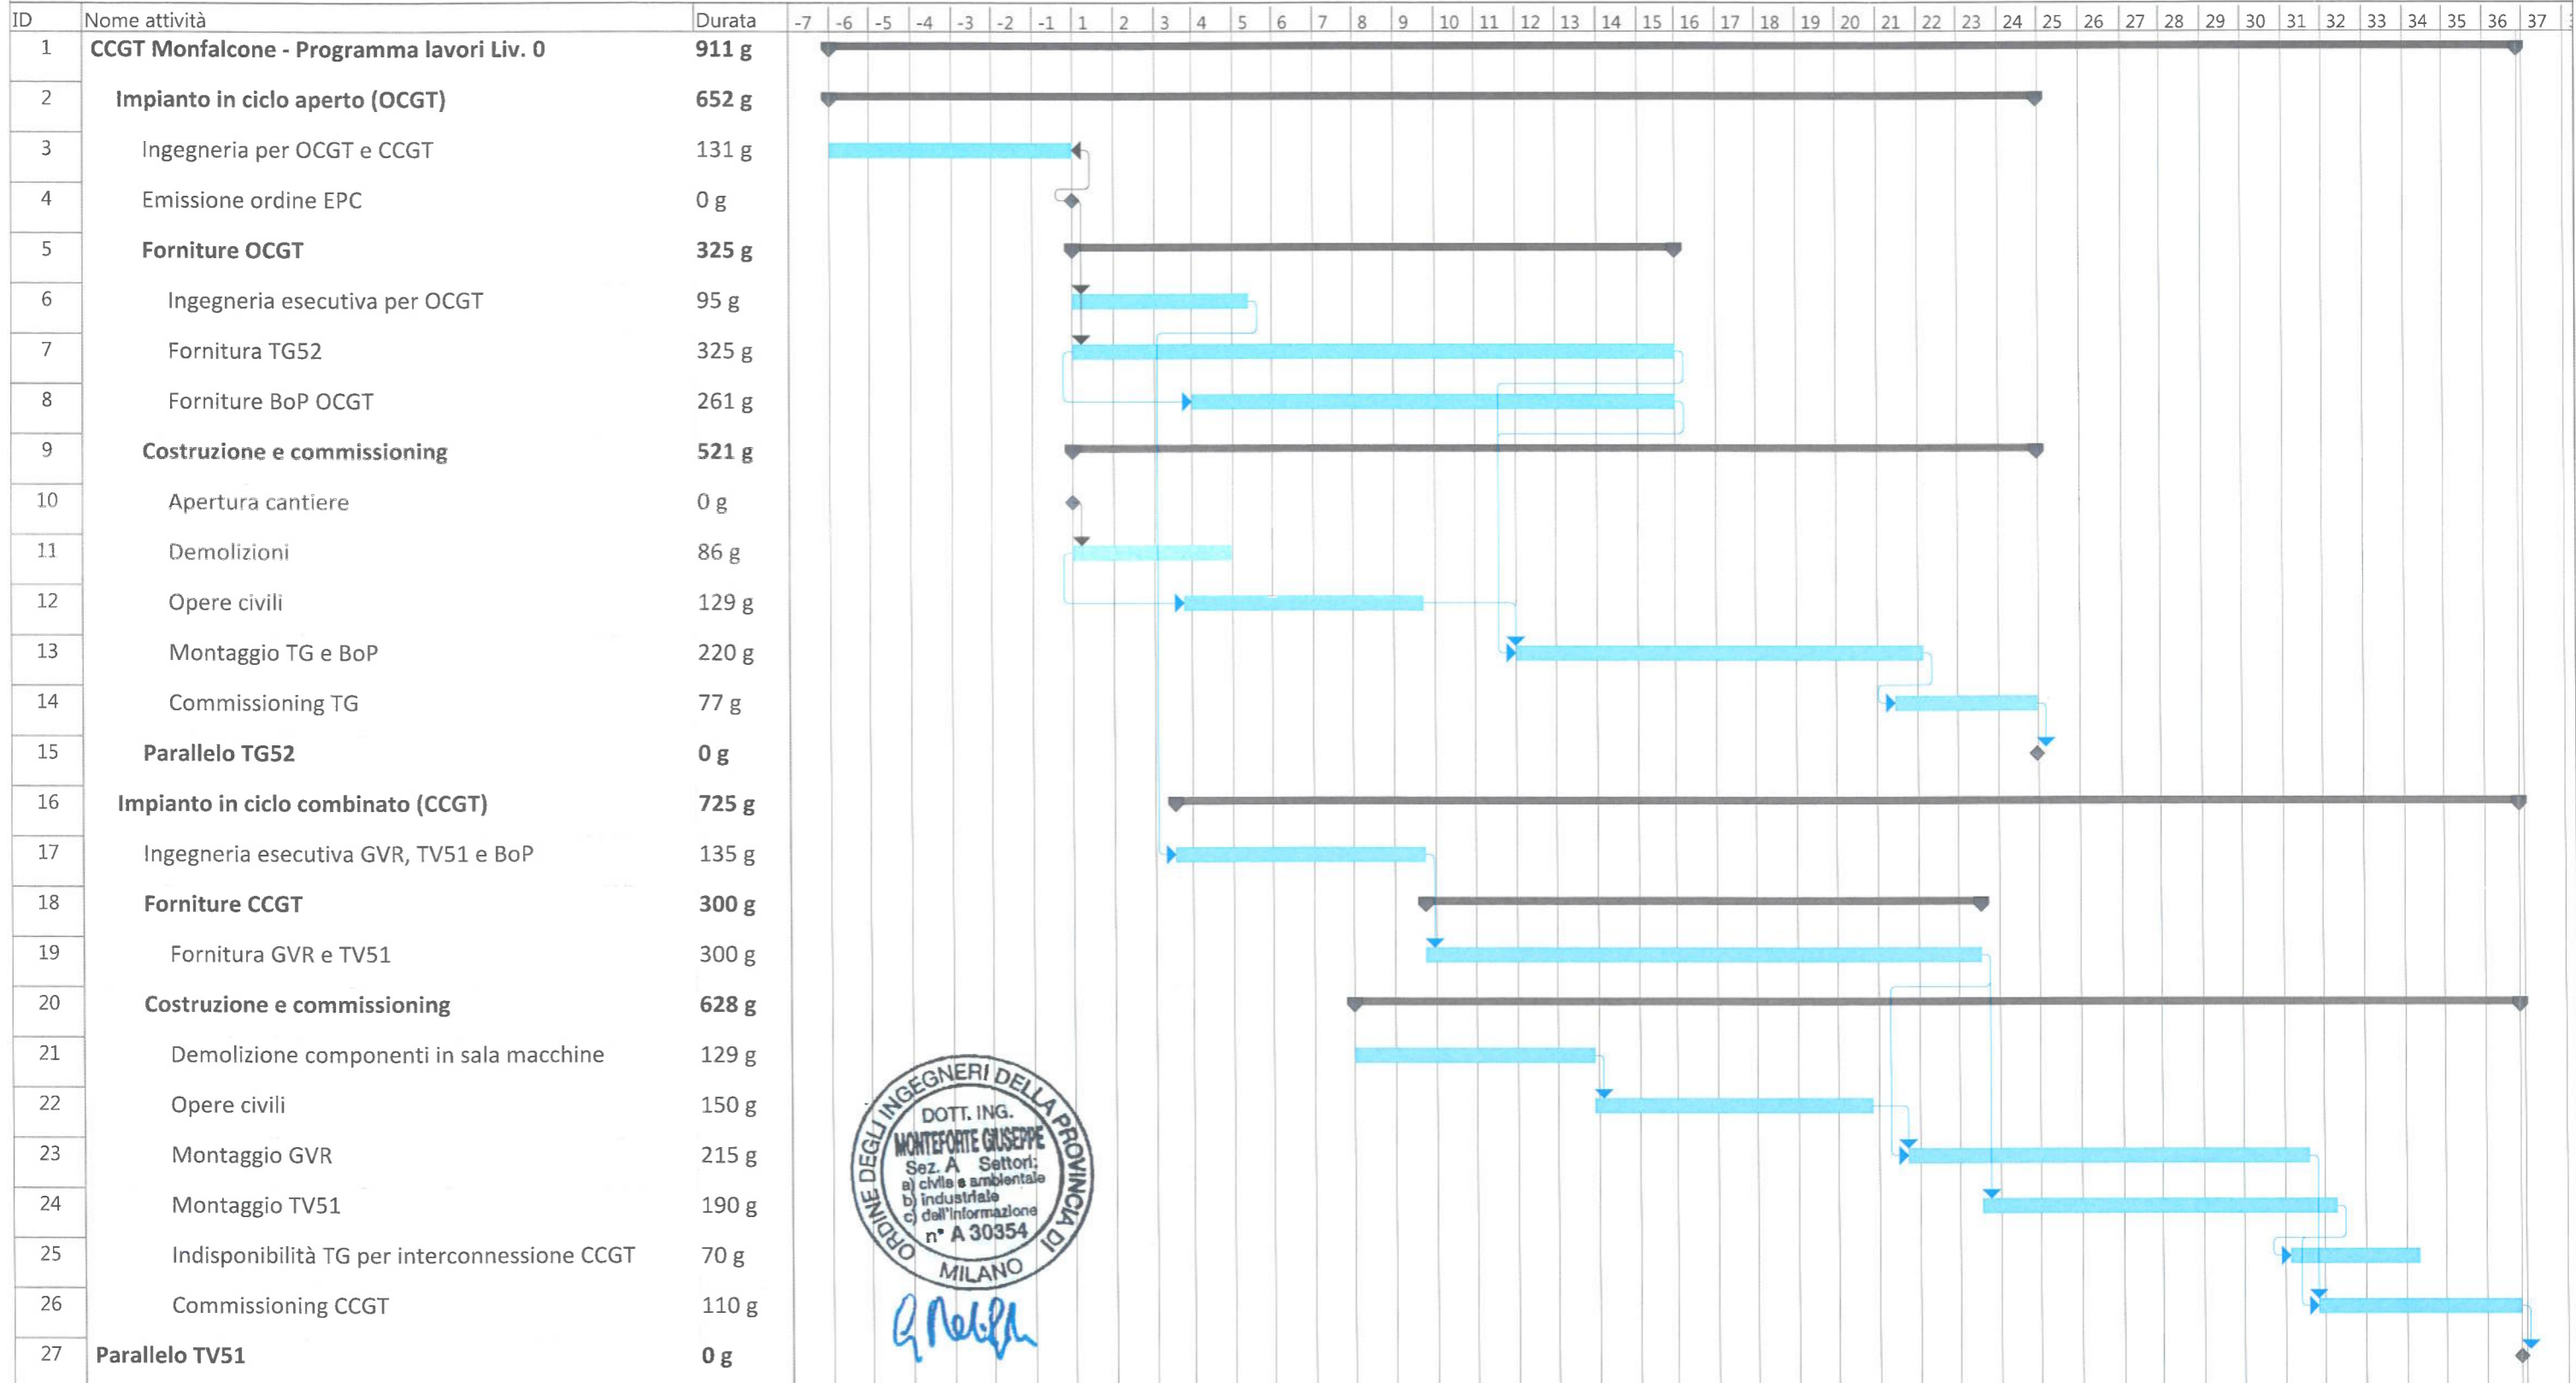 ID Nome attività Durata -7 -6 -5 -4 -3 -2 -1 1 2 3 4 5 6 7 8 9 10 11 12 13 14 15 16 17 18 19 20 21 22 23 24 25 26 27 28 29 30 31 32 33 34 35 36 37
1 CCGT Monfalcone - Programma lavori Liv. 0 911 g
2 Impianto in ciclo aperto (OCGT) 652 g
3 Ingegneria per OCGT e CCGT 131 g
4 Emissione ordine EPC 0 g
5 Forniture OCGT 325 g
6 Ingegneria esecutiva per OCGT 95 g
7 Fornitura TG52 325 g
8 Forniture BoP OCGT 261 g
9 Costruzione e commissioning 521 g
10 Apertura cantiere 0 g
11 Demolizioni 86 g
12 Opere civili 129 g
13 Montaggio TG e BoP 220 g
14 Commissioning TG 77 g
15 Parallelo TG52 0 g
16 Impianto in ciclo combinato (CCGT) 725 g
17 Ingegneria esecutiva GVR, TV51 e BoP 135 g
18 Forniture CCGT 300 g
19 Fornitura GVR e TV51 300 g
20 Costruzione e commissioning 628 g
21 Demolizione componenti in sala macchine 129 g
22 Opere civili 150 g
23 Montaggio GVR 215 g
24 Montaggio TV51 190 g
25 Indisponibilità TG per interconnessione CCGT 70 g
26 Commissioning CCGT 110 g
27 Parallelo TV51 0 g
ORDINE DEGLI INGEGNERI DELLA PROVINCIA DI MILANO
DOTT. ING.
MONTEFORTE GIUSEPPE
Sez. A Settori:
a) civile e ambientale
b) industriale
c) dell'Informazione
n° A 30354